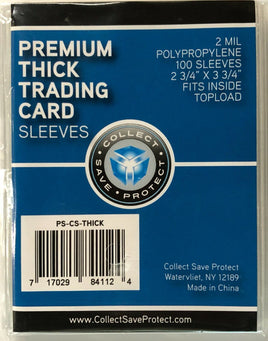 PREMIUM
THICK
TRADING
CARD
SLEEVES
2 MIL
POLYPROPYLENE
100 SLEEVES
2 3/4" X 3 3/4"
FITS INSIDE
TOPLOAD
COLLECT
SAVE • PROTECT
PS-CS-THICK
7 17029 84112 4
Collect Save Protect
Watervliet, NY 12189
Made in China
www.CollectSaveProtect.com